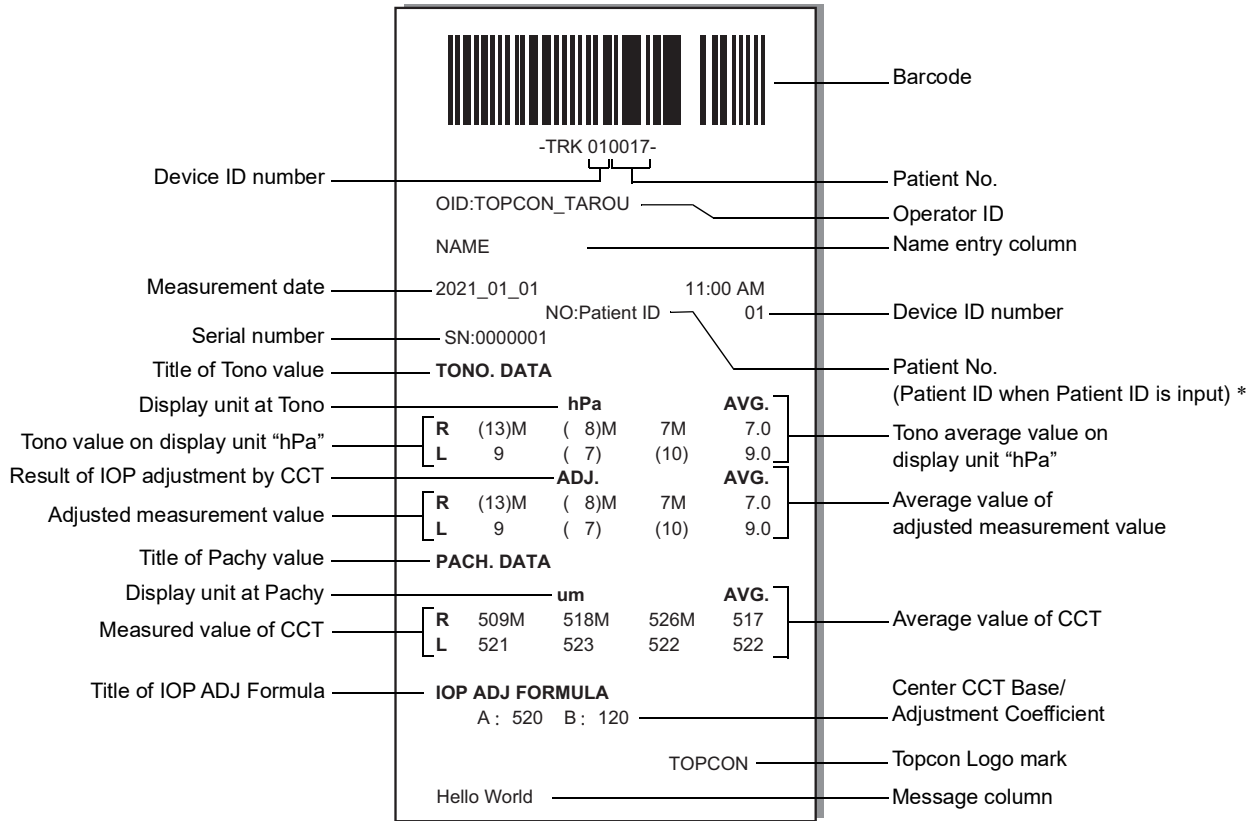 Barcode
-TRK 010017-
Device ID number
Patient No.
OID:TOPCON_TAROU
Operator ID
NAME
Name entry column
Measurement date
2021_01_01 11:00 AM
NO:Patient ID 01
Device ID number
Serial number
SN:0000001
Title of Tono value
TONO. DATA
Patient No.
(Patient ID when Patient ID is input) *
Display unit at Tono
hPa AVG.
Tono value on display unit “hPa”
R (13)M ( 8)M 7M 7.0
L 9 ( 7) (10) 9.0
Tono average value on
display unit “hPa”
Result of IOP adjustment by CCT
ADJ. AVG.
Adjusted measurement value
R (13)M ( 8)M 7M 7.0
L 9 ( 7) (10) 9.0
Average value of
adjusted measurement value
Title of Pachy value
PACH. DATA
Display unit at Pachy
um AVG.
Measured value of CCT
R 509M 518M 526M 517
L 521 523 522 522
Average value of CCT
Title of IOP ADJ Formula
IOP ADJ FORMULA
A : 520 B : 120
Center CCT Base/
Adjustment Coefficient
TOPCON
Topcon Logo mark
Hello World
Message column